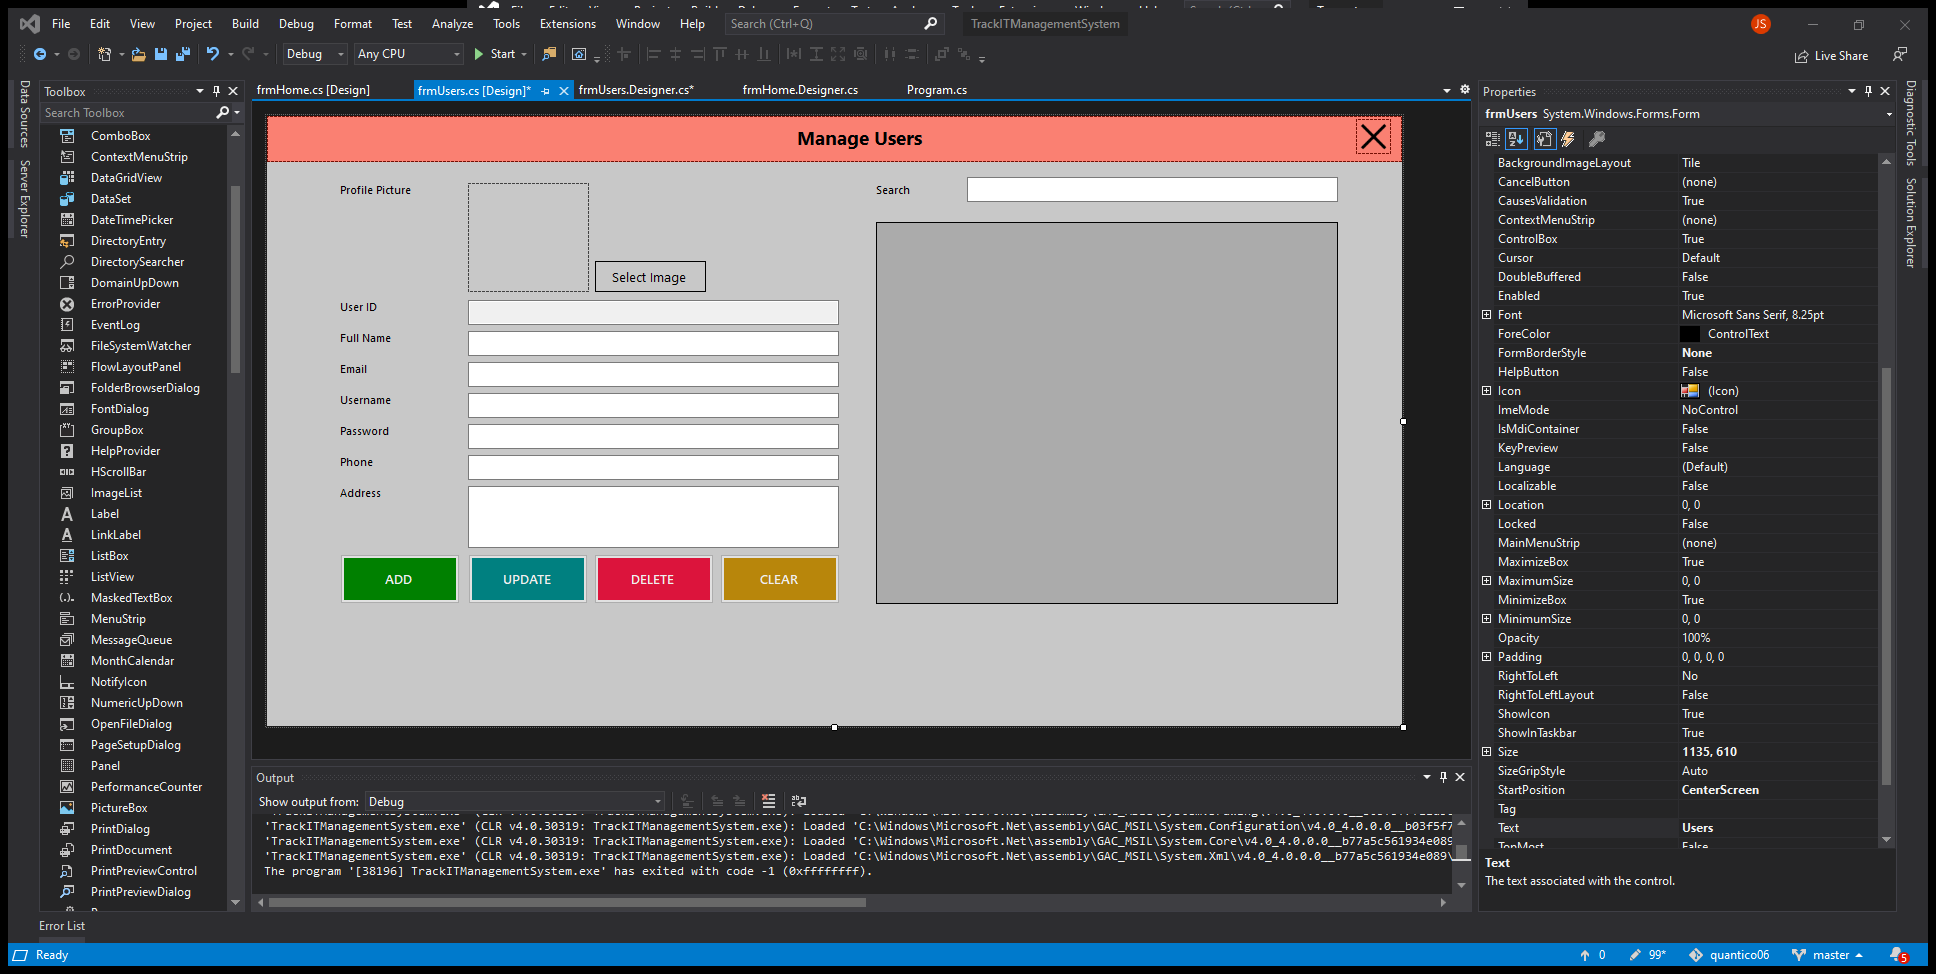 File Edit View Project Build Debug Format Test Analyze Tools Extensions Window Help Search (Ctrl+Q) TrackITManagementSystem JS
Debug Any CPU Start Live Share
Data Sources
Server Explorer
Toolbox
Search Toolbox
ComboBox
ContextMenuStrip
DataGridView
DataSet
DateTimePicker
DirectoryEntry
DirectorySearcher
DomainUpDown
ErrorProvider
EventLog
FileSystemWatcher
FlowLayoutPanel
FolderBrowserDialog
FontDialog
GroupBox
HelpProvider
HScrollBar
ImageList
Label
LinkLabel
ListBox
ListView
MaskedTextBox
MenuStrip
MessageQueue
MonthCalendar
NotifyIcon
NumericUpDown
OpenFileDialog
PageSetupDialog
Panel
PerformanceCounter
PictureBox
PrintDialog
PrintDocument
PrintPreviewControl
PrintPreviewDialog
frmHome.cs [Design] frmUsers.cs [Design]* frmUsers.Designer.cs* frmHome.Designer.cs Program.cs
Manage Users
Profile Picture
Search
Select Image
User ID
Full Name
Email
Username
Password
Phone
Address
ADD UPDATE DELETE CLEAR
Output
Show output from: Debug
'TrackITManagementSystem.exe' (CLR v4.0.30319: TrackITManagementSystem.exe): Loaded 'C:\Windows\Microsoft.Net\assembly\GAC_MSIL\System.Configuration\v4.0_4.0.0.0__b03f5f7
'TrackITManagementSystem.exe' (CLR v4.0.30319: TrackITManagementSystem.exe): Loaded 'C:\Windows\Microsoft.Net\assembly\GAC_MSIL\System.Core\v4.0_4.0.0.0__b77a5c561934e089
'TrackITManagementSystem.exe' (CLR v4.0.30319: TrackITManagementSystem.exe): Loaded 'C:\Windows\Microsoft.Net\assembly\GAC_MSIL\System.Xml\v4.0_4.0.0.0__b77a5c561934e089\
The program '[38196] TrackITManagementSystem.exe' has exited with code -1 (0xffffffff).
Properties
frmUsers System.Windows.Forms.Form
BackgroundImageLayout Tile
CancelButton (none)
CausesValidation True
ContextMenuStrip (none)
ControlBox True
Cursor Default
DoubleBuffered False
Enabled True
Font Microsoft Sans Serif, 8.25pt
ForeColor ControlText
FormBorderStyle None
HelpButton False
Icon (Icon)
ImeMode NoControl
IsMdiContainer False
KeyPreview False
Language (Default)
Localizable False
Location 0, 0
Locked False
MainMenuStrip (none)
MaximizeBox True
MaximumSize 0, 0
MinimizeBox True
MinimumSize 0, 0
Opacity 100%
Padding 0, 0, 0, 0
RightToLeft No
RightToLeftLayout False
ShowIcon True
ShowInTaskbar True
Size 1135, 610
SizeGripStyle Auto
StartPosition CenterScreen
Tag
Text Users
TopMost False
Text
The text associated with the control.
Diagnostic Tools
Solution Explorer
Error List
Ready 0 99* quantico06 master 5